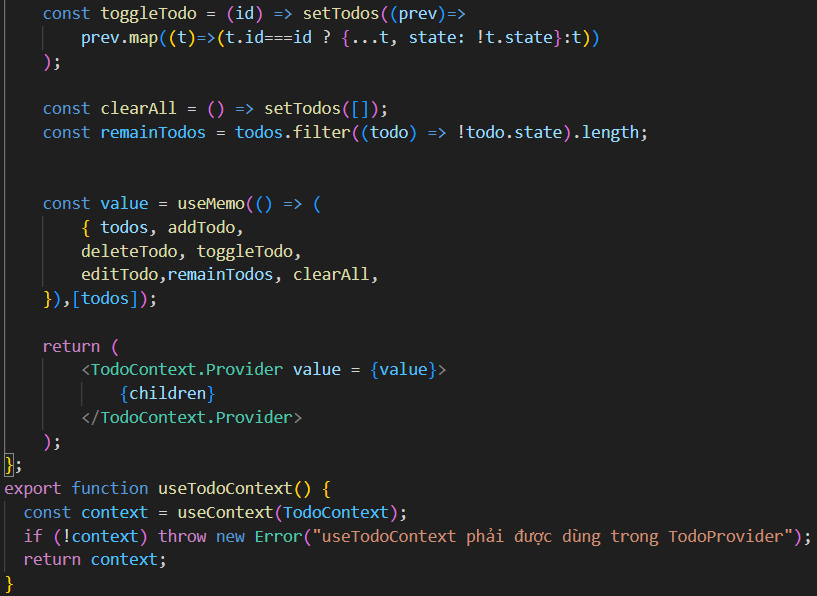 const toggleTodo = (id) => setTodos((prev)=>
prev.map((t)=>(t.id===id ? {...t, state: !t.state}:t))
);
const clearAll = () => setTodos([]);
const remainTodos = todos.filter((todo) => !todo.state).length;
const value = useMemo(() => (
{ todos, addTodo,
deleteTodo, toggleTodo,
editTodo,remainTodos, clearAll,
}),[todos]);
return (
<TodoContext.Provider value = {value}>
{children}
</TodoContext.Provider>
);
};
export function useTodoContext() {
const context = useContext(TodoContext);
if (!context) throw new Error("useTodoContext phải được dùng trong TodoProvider");
return context;
}